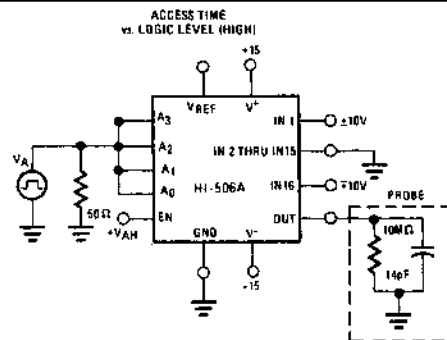 ACCESS TIME
vs. LOGIC LEVEL (HIGH)
+15
VREF
V+
A3
A2
A1
A0
EN
IN 1
±10V
IN 2 THRU IN15
HI-506A
IN16
∓10V
OUT
PROBE
VA
50Ω
+VAH
GND
V-
-15
10MΩ
14pF